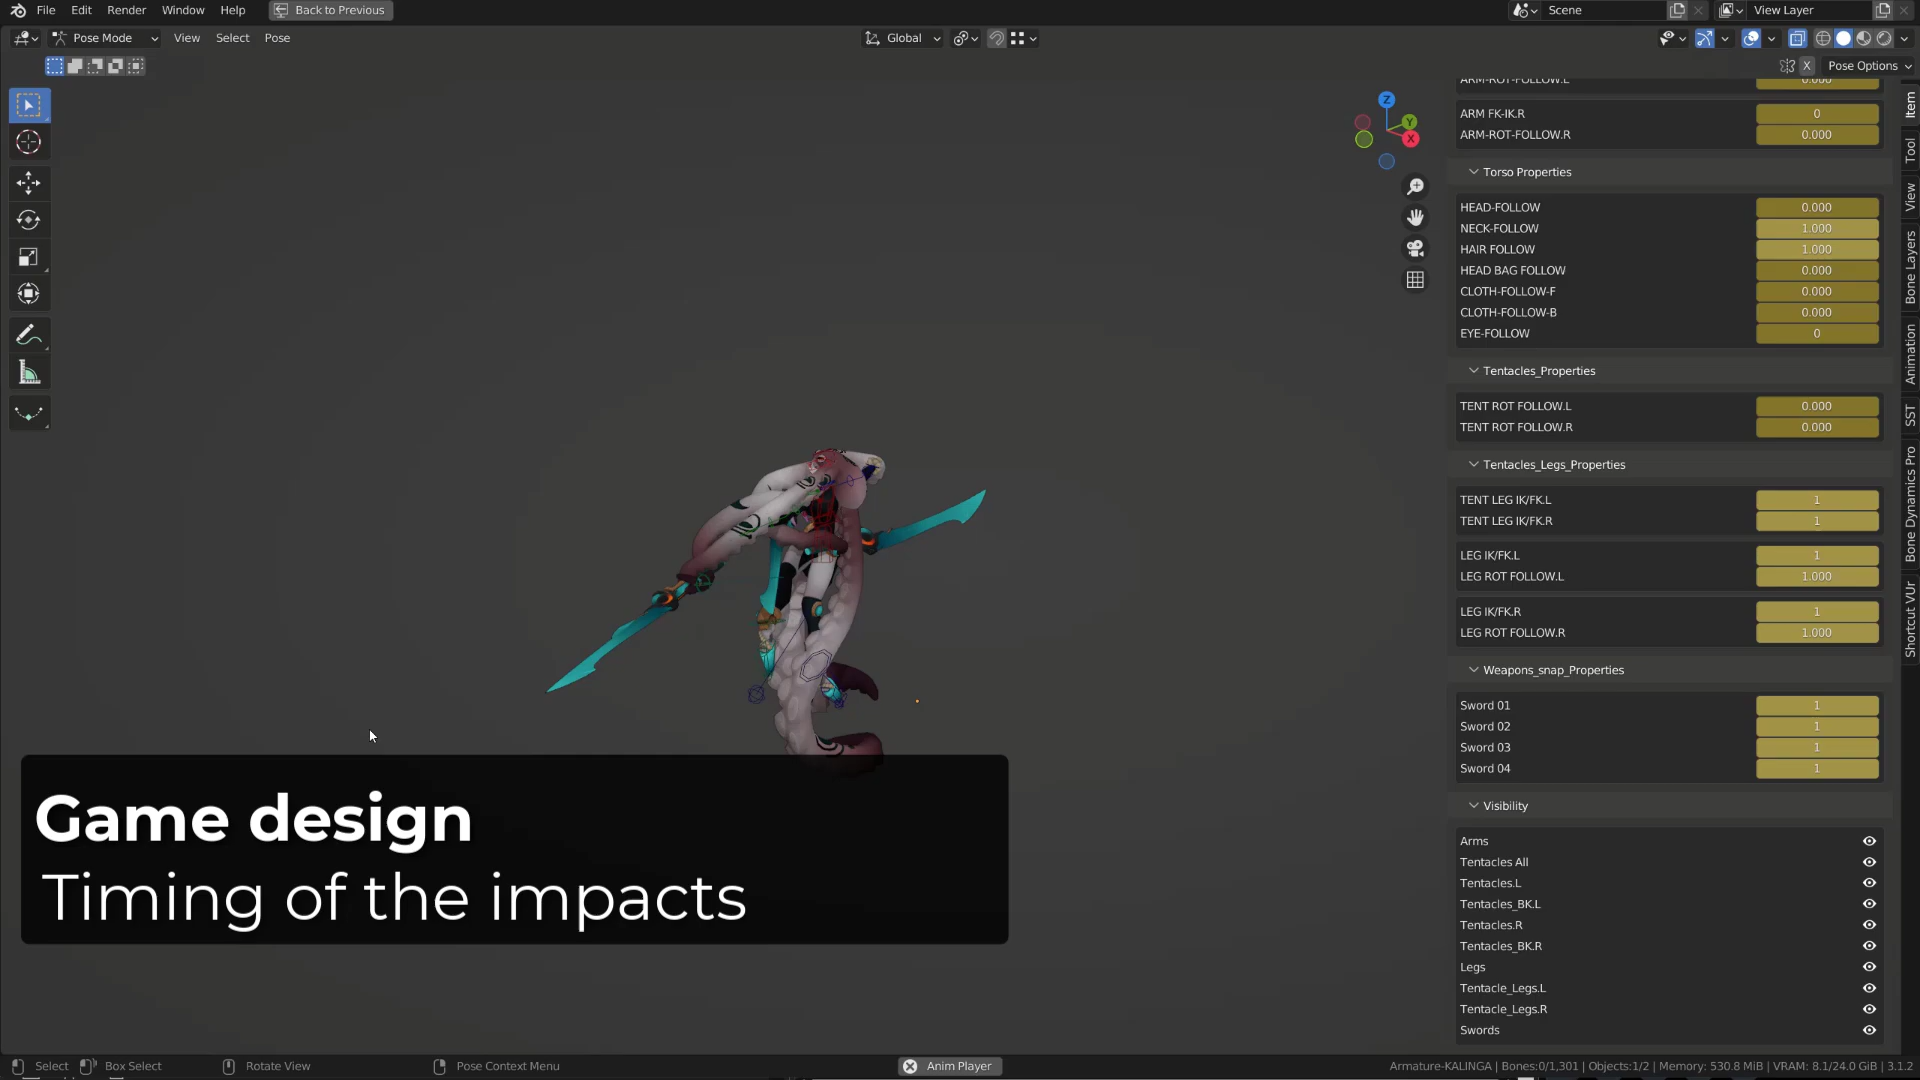 File Edit Render Window Help Back to Previous Scene View Layer
Pose Mode View Select Pose Global
X Pose Options
Z
Y
X
ARM-ROT-FOLLOW.L 0.000
ARM FK-IK.R 0
ARM-ROT-FOLLOW.R 0.000
Torso Properties
HEAD-FOLLOW 0.000
NECK-FOLLOW 1.000
HAIR FOLLOW 1.000
HEAD BAG FOLLOW 0.000
CLOTH-FOLLOW-F 0.000
CLOTH-FOLLOW-B 0.000
EYE-FOLLOW 0
Tentacles_Properties
TENT ROT FOLLOW.L 0.000
TENT ROT FOLLOW.R 0.000
Tentacles_Legs_Properties
TENT LEG IK/FK.L 1
TENT LEG IK/FK.R 1
LEG IK/FK.L 1
LEG ROT FOLLOW.L 1.000
LEG IK/FK.R 1
LEG ROT FOLLOW.R 1.000
Weapons_snap_Properties
Sword 01 1
Sword 02 1
Sword 03 1
Sword 04 1
Visibility
Arms
Tentacles All
Tentacles.L
Tentacles_BK.L
Tentacles.R
Tentacles_BK.R
Legs
Tentacle_Legs.L
Tentacle_Legs.R
Swords
Item
Tool
View
Bone Layers
Animation
SST
Bone Dynamics Pro
Shortcut VUr
Game design
Timing of the impacts
Select Box Select Rotate View Pose Context Menu Anim Player Armature-KALINGA | Bones:0/1,301 | Objects:1/2 | Memory: 530.8 MiB | VRAM: 8.1/24.0 GiB | 3.1.2